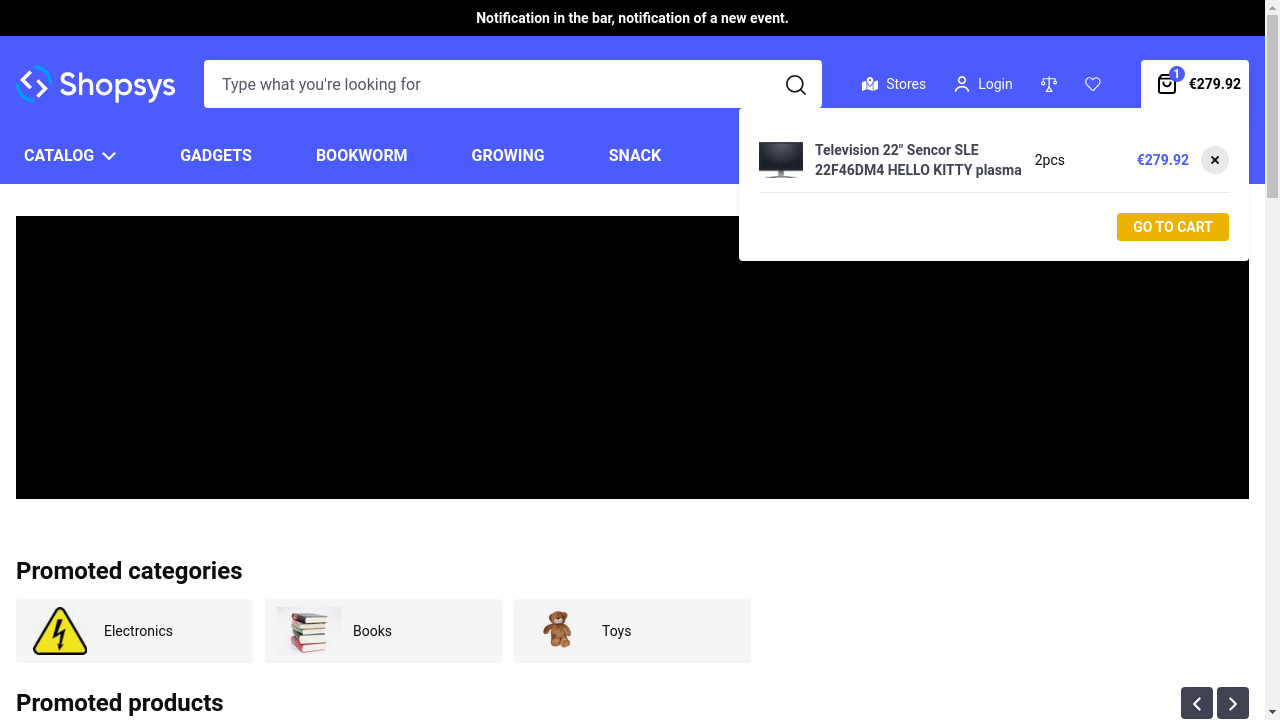 Notification in the bar, notification of a new event.
Shopsys
Type what you're looking for
Stores
Login
1
€279.92
CATALOG
GADGETS
BOOKWORM
GROWING
SNACK
Television 22" Sencor SLE
22F46DM4 HELLO KITTY plasma
2pcs
€279.92
GO TO CART
Promoted categories
Electronics
Books
Toys
Promoted products